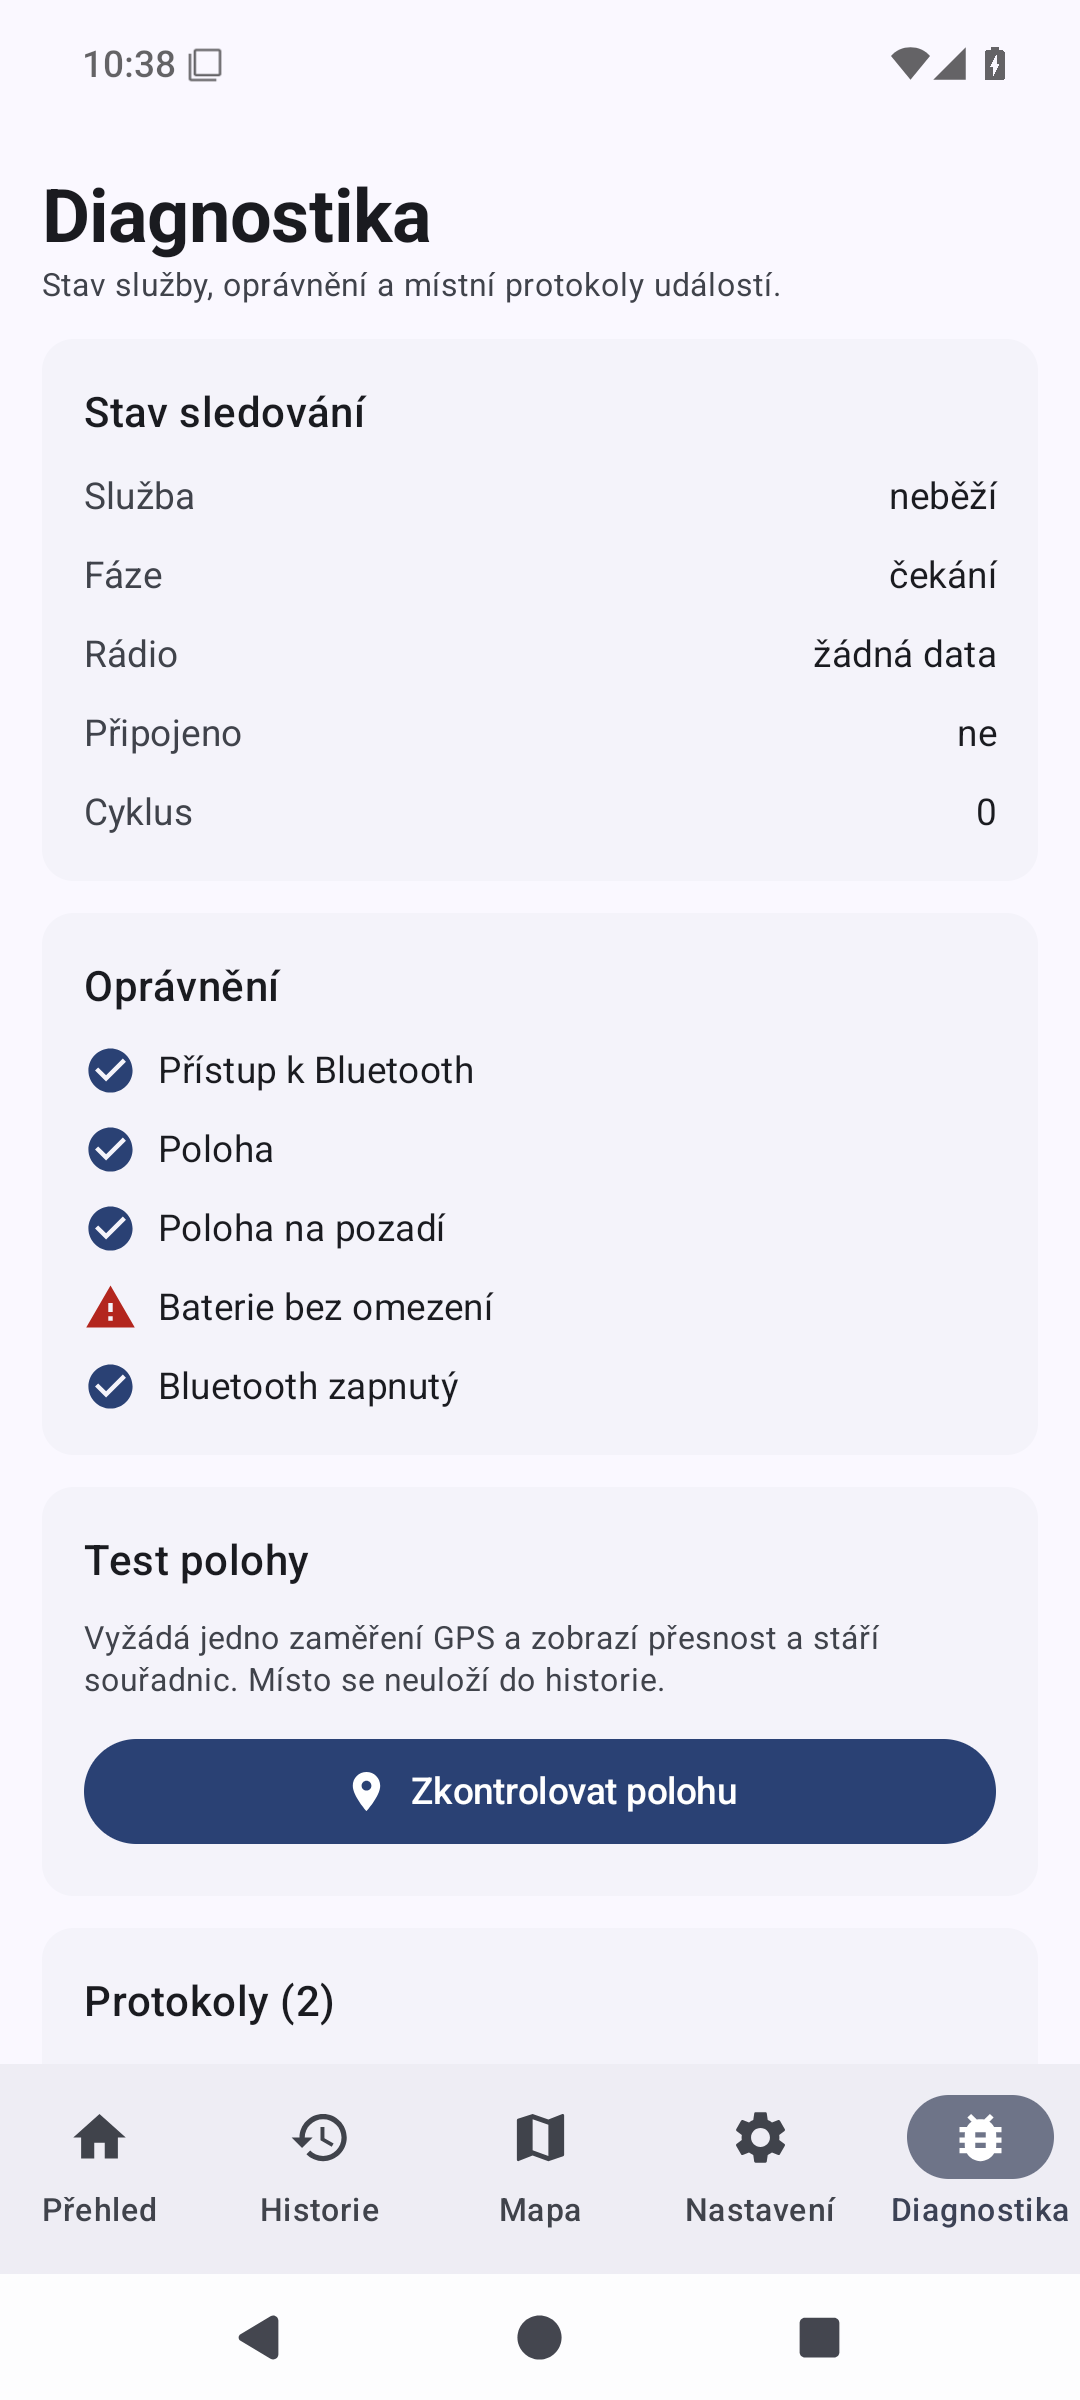 10:38
Diagnostika
Stav služby, oprávnění a místní protokoly událostí.
Stav sledování
Služba neběží
Fáze čekání
Rádio žádná data
Připojeno ne
Cyklus 0
Oprávnění
Přístup k Bluetooth
Poloha
Poloha na pozadí
Baterie bez omezení
Bluetooth zapnutý
Test polohy
Vyžádá jedno zaměření GPS a zobrazí přesnost a stáří
souřadnic. Místo se neuloží do historie.
Zkontrolovat polohu
Protokoly (2)
Přehled Historie Mapa Nastavení Diagnostika